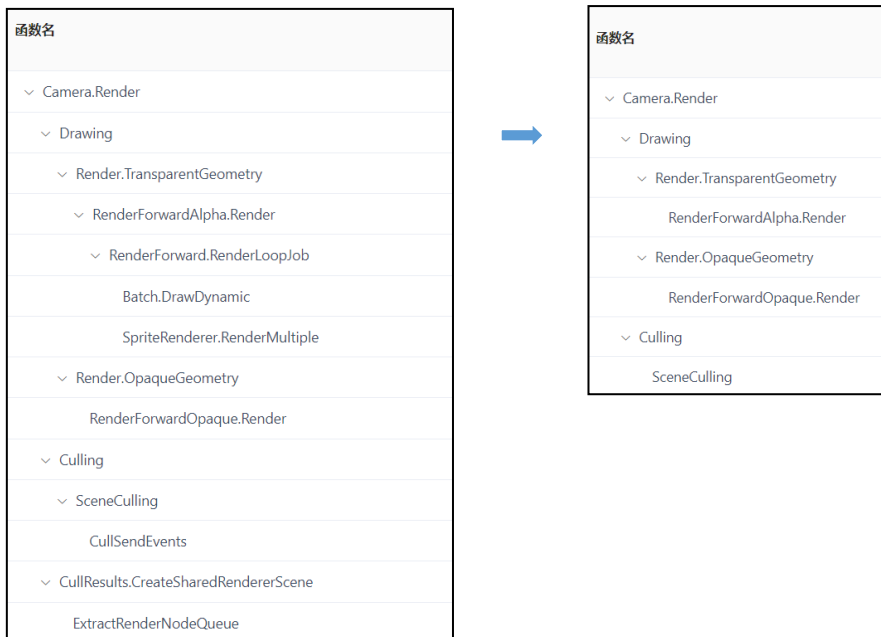 函数名
Camera.Render
Drawing
Render.TransparentGeometry
RenderForwardAlpha.Render
RenderForward.RenderLoopJob
Batch.DrawDynamic
SpriteRenderer.RenderMultiple
Render.OpaqueGeometry
RenderForwardOpaque.Render
Culling
SceneCulling
CullSendEvents
CullResults.CreateSharedRendererScene
ExtractRenderNodeQueue
函数名
Camera.Render
Drawing
Render.TransparentGeometry
RenderForwardAlpha.Render
Render.OpaqueGeometry
RenderForwardOpaque.Render
Culling
SceneCulling